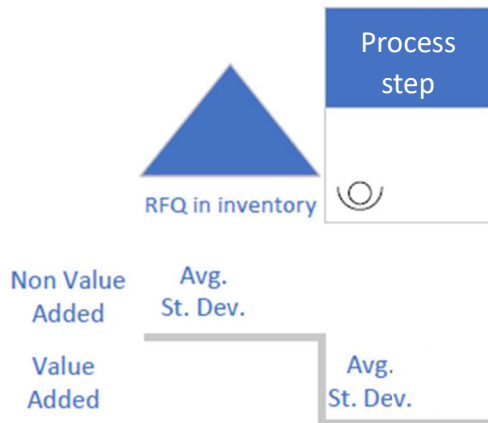 Process
step
RFQ in inventory
Non Value
Added
Avg.
St. Dev.
Value
Added
Avg.
St. Dev.